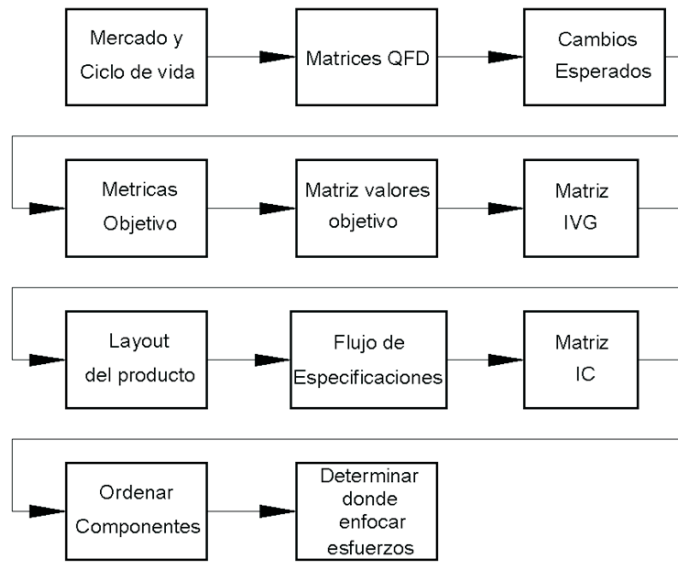 Mercado y
Ciclo de vida
Matrices QFD
Cambios
Esperados
Metricas
Objetivo
Matriz valores
objetivo
Matriz
IVG
Layout
del producto
Flujo de
Especificaciones
Matriz
IC
Ordenar
Componentes
Determinar
donde
enfocar
esfuerzos